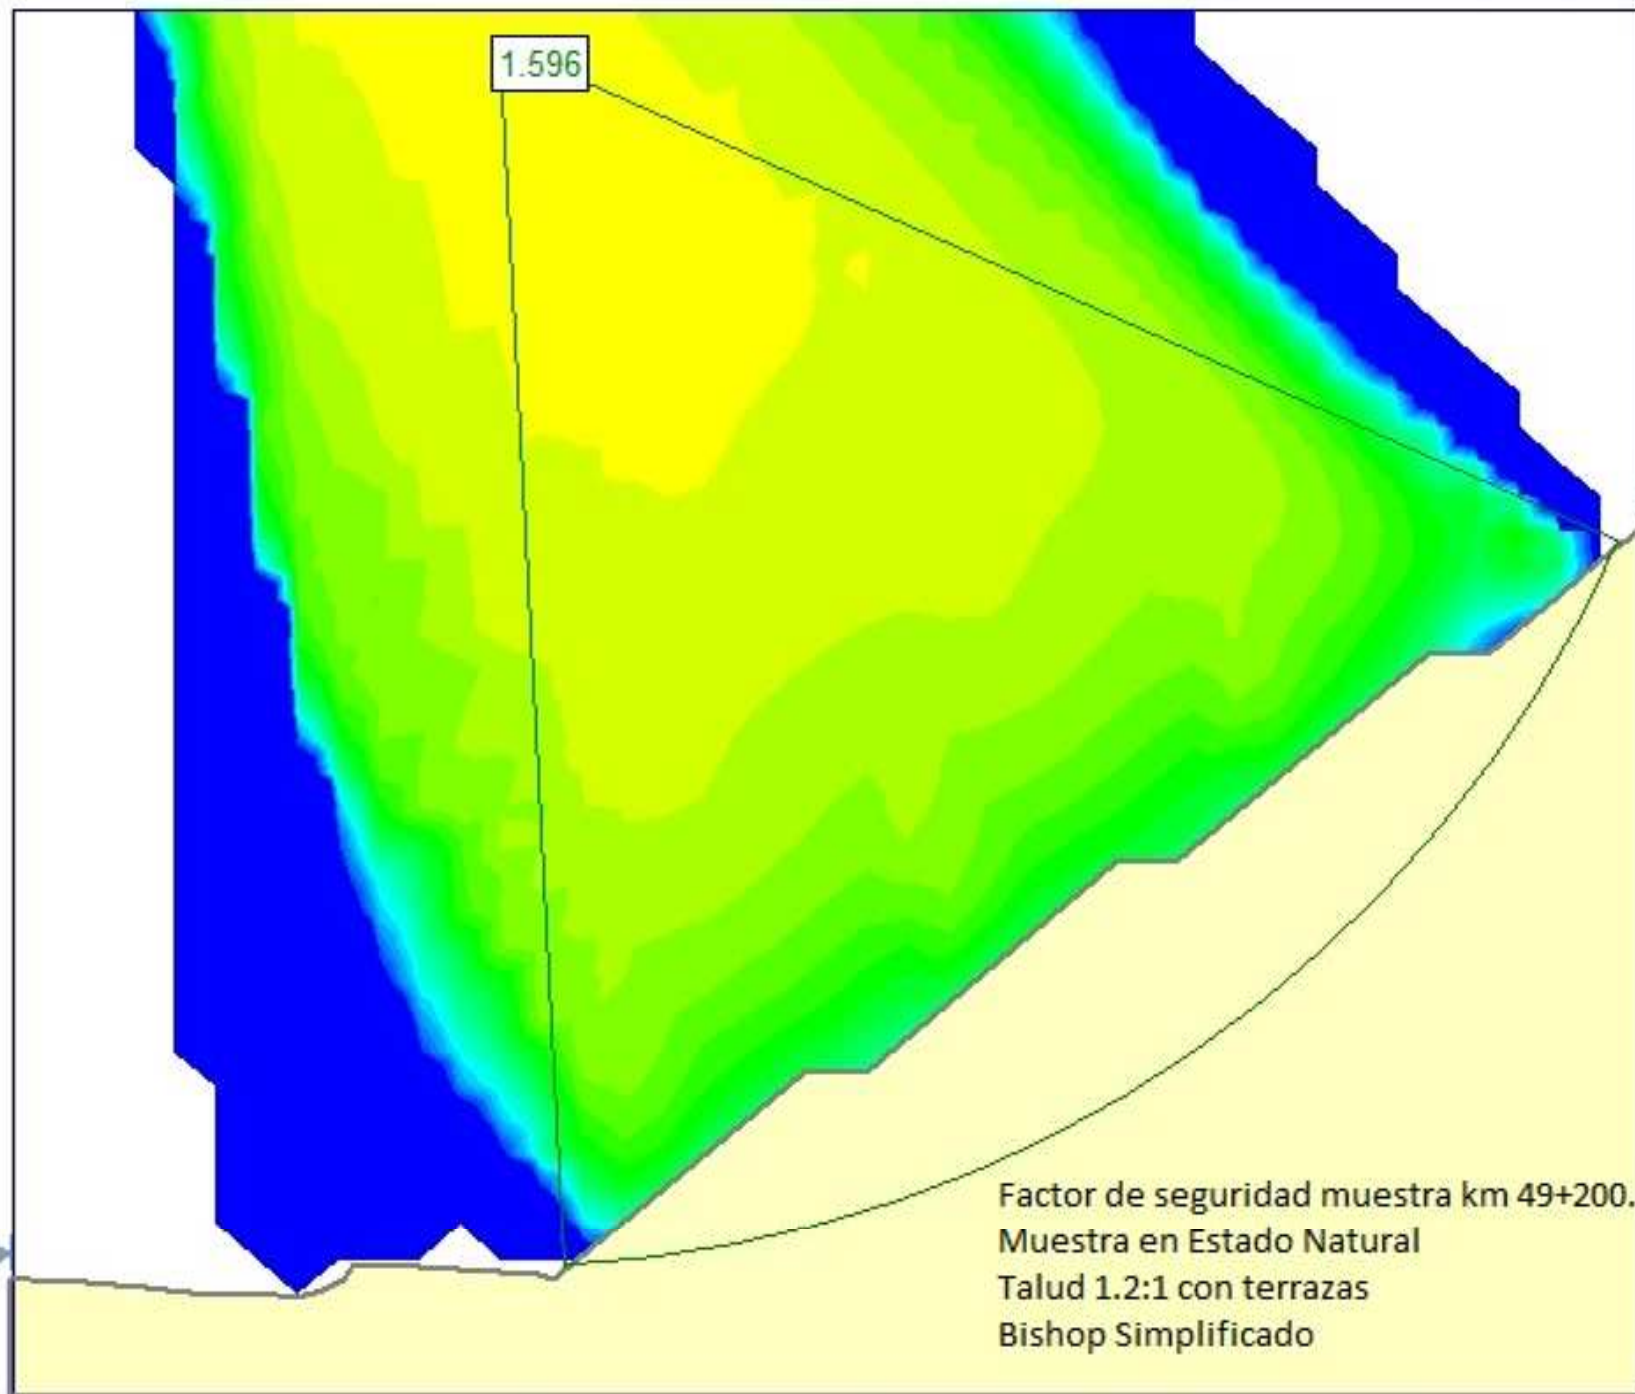 1.596
Factor de seguridad muestra km 49+200.
Muestra en Estado Natural
Talud 1.2:1 con terrazas
Bishop Simplificado